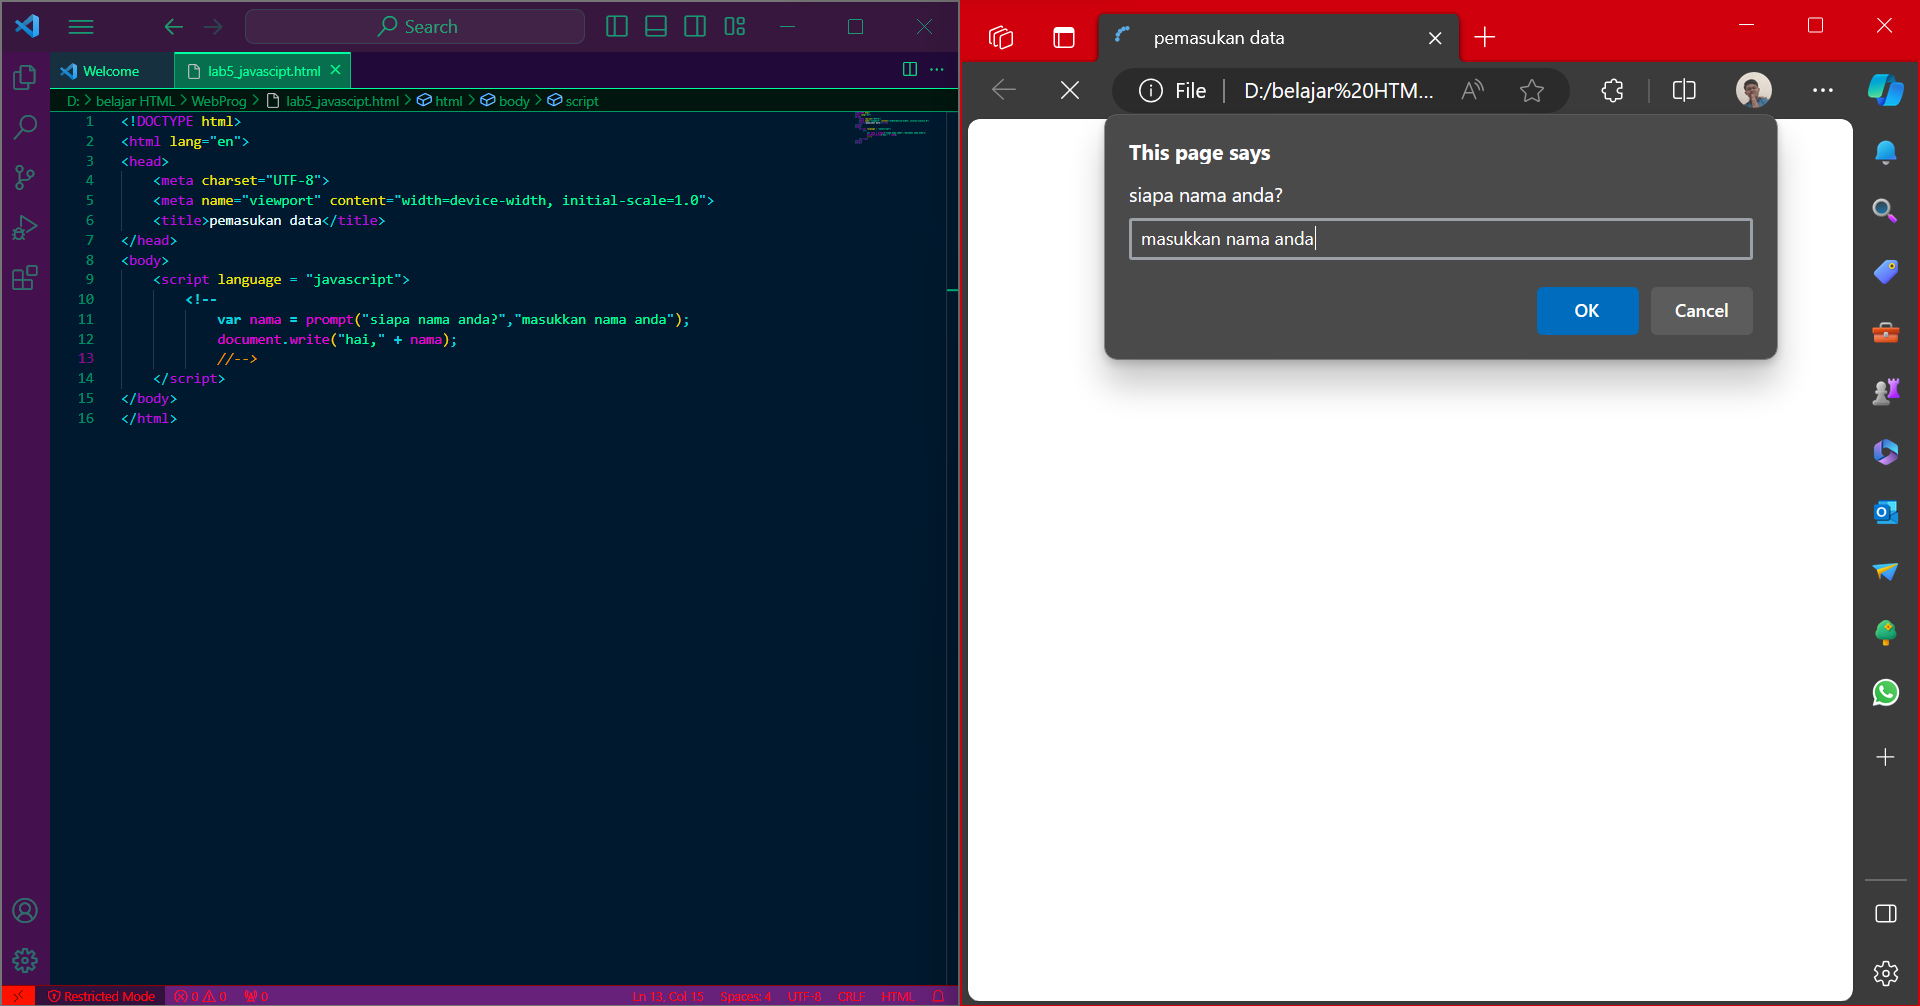 Search
Welcome
lab5_javascipt.html
D: > belajar HTML > WebProg > lab5_javascipt.html > html > body > script
1 <!DOCTYPE html>
2 <html lang="en">
3 <head>
4 <meta charset="UTF-8">
5 <meta name="viewport" content="width=device-width, initial-scale=1.0">
6 <title>pemasukan data</title>
7 </head>
8 <body>
9 <script language = "javascript">
10 <!--
11 var nama = prompt("siapa nama anda?","masukkan nama anda");
12 document.write("hai," + nama);
13 //-->
14 </script>
15 </body>
16 </html>
Restricted Mode 0 0 0 Ln 13, Col 15 Spaces: 4 UTF-8 CRLF HTML
pemasukan data
File D:/belajar%20HTM...
This page says
siapa nama anda?
masukkan nama anda
OK Cancel